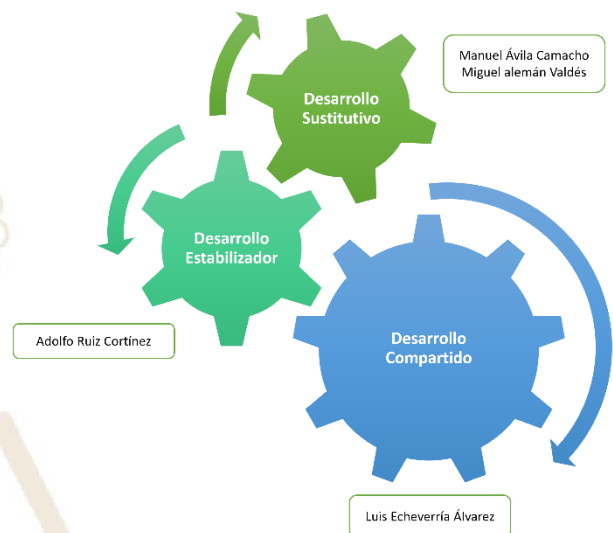 Manuel Ávila Camacho
Miguel alemán Valdés
Desarrollo
Sustitutivo
Desarrollo
Estabilizador
Adolfo Ruiz Cortínez
Desarrollo
Compartido
Luis Echeverría Álvarez